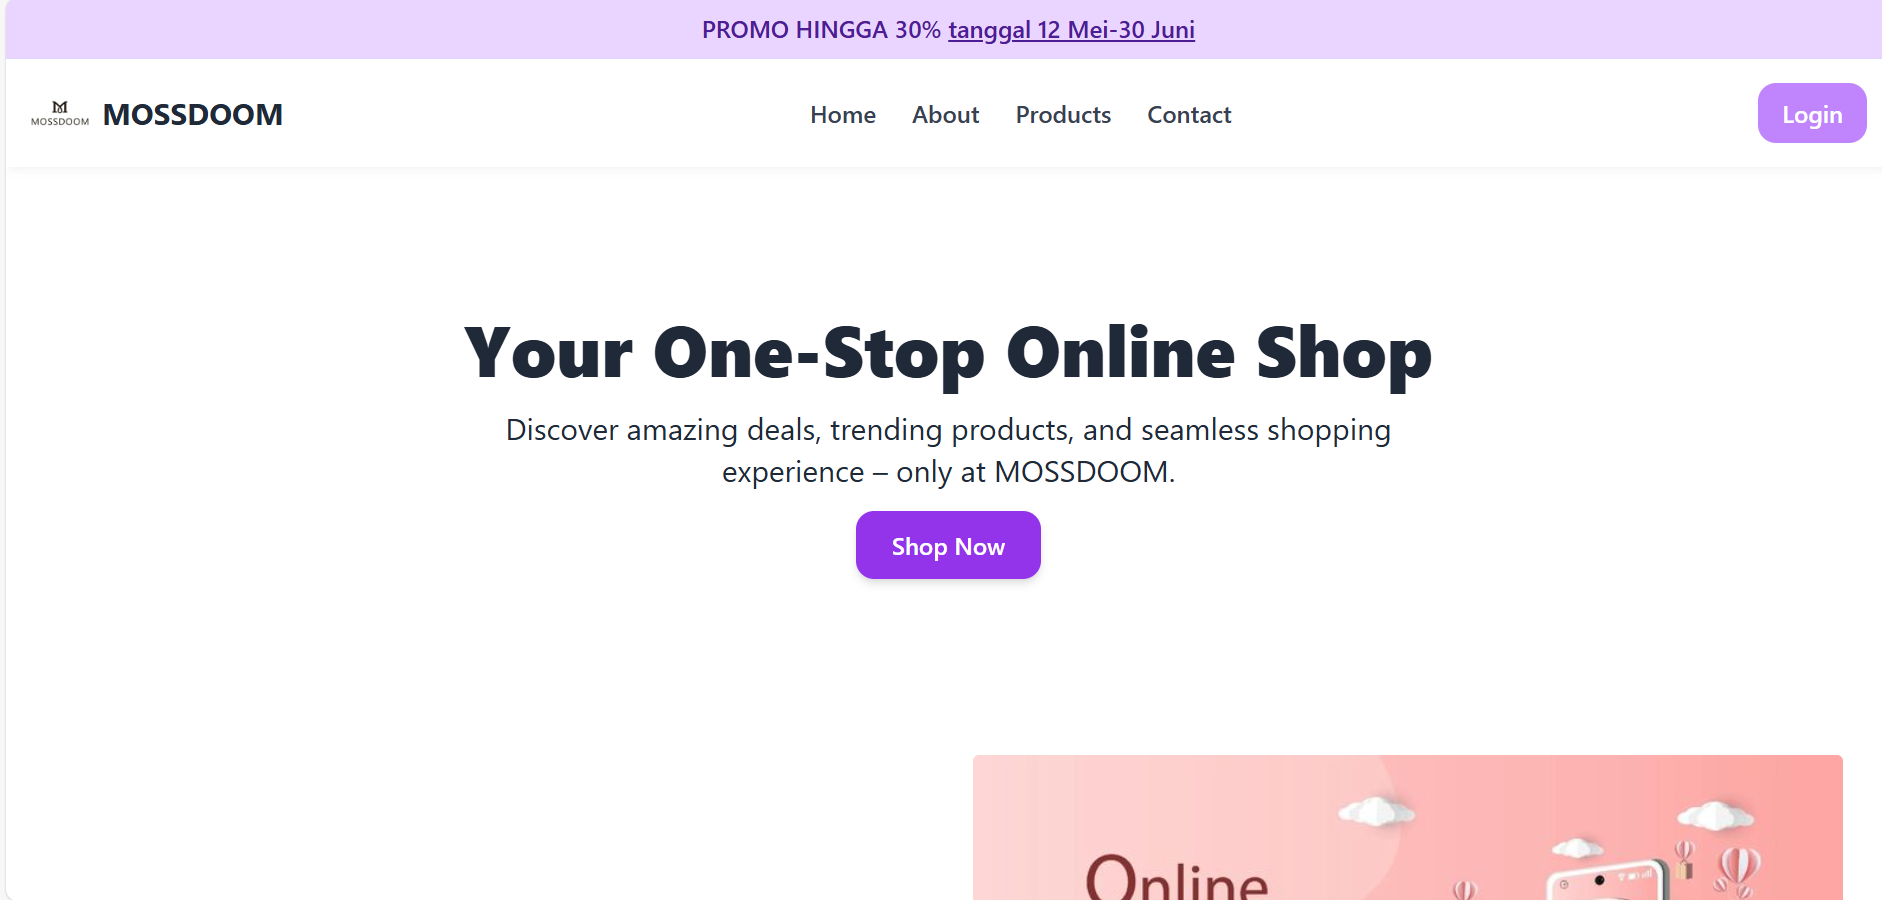 PROMO HINGGA 30% tanggal 12 Mei-30 Juni
MOSSDOOM
MOSSDOOM
Home
About
Products
Contact
Login
Your One-Stop Online Shop
Discover amazing deals, trending products, and seamless shopping
experience – only at MOSSDOOM.
Shop Now
Online